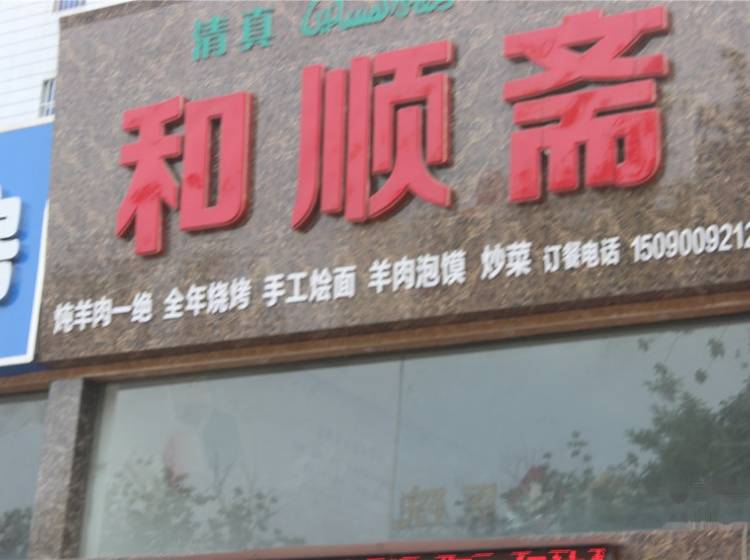 清真
和顺斋
炖羊肉一绝 全年烧烤 手工烩面 羊肉泡馍 炒菜 订餐电话 15090009212